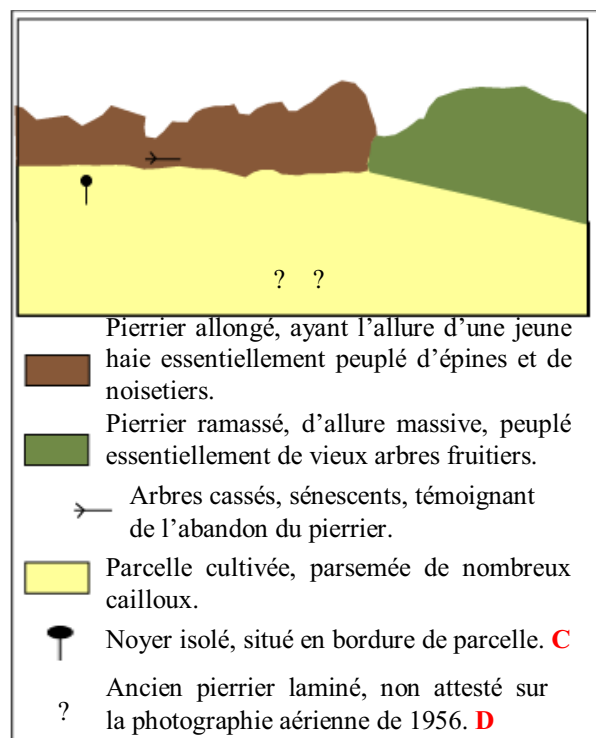 ? ?
Pierrier allongé, ayant l’allure d’une jeune
haie essentiellement peuplé d’épines et de
noisetiers.
Pierrier ramassé, d’allure massive, peuplé
essentiellement de vieux arbres fruitiers.
Arbres cassés, sénescents, témoignant
de l’abandon du pierrier.
Parcelle cultivée, parsemée de nombreux
cailloux.
Noyer isolé, situé en bordure de parcelle. C
Ancien pierrier laminé, non attesté sur
? la photographie aérienne de 1956. D